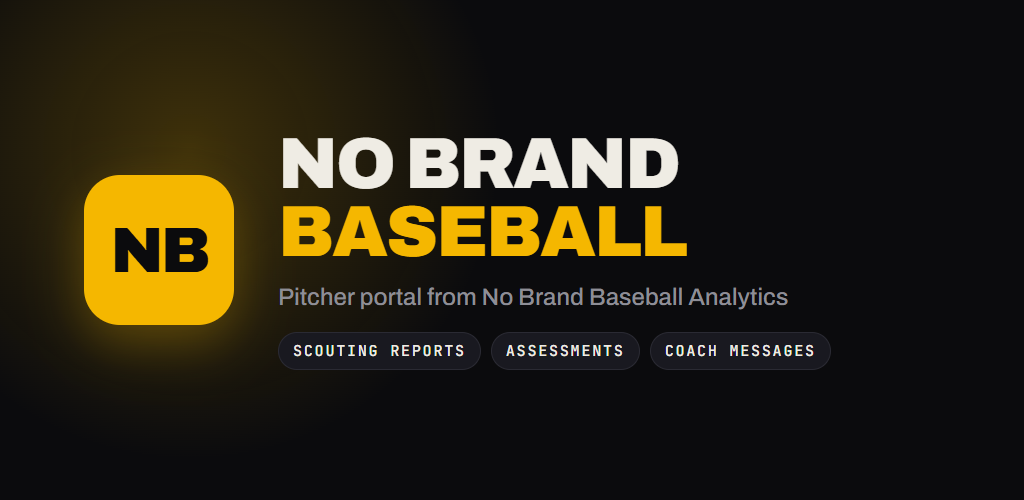 NB
NO BRAND
BASEBALL
Pitcher portal from No Brand Baseball Analytics
SCOUTING REPORTS
ASSESSMENTS
COACH MESSAGES